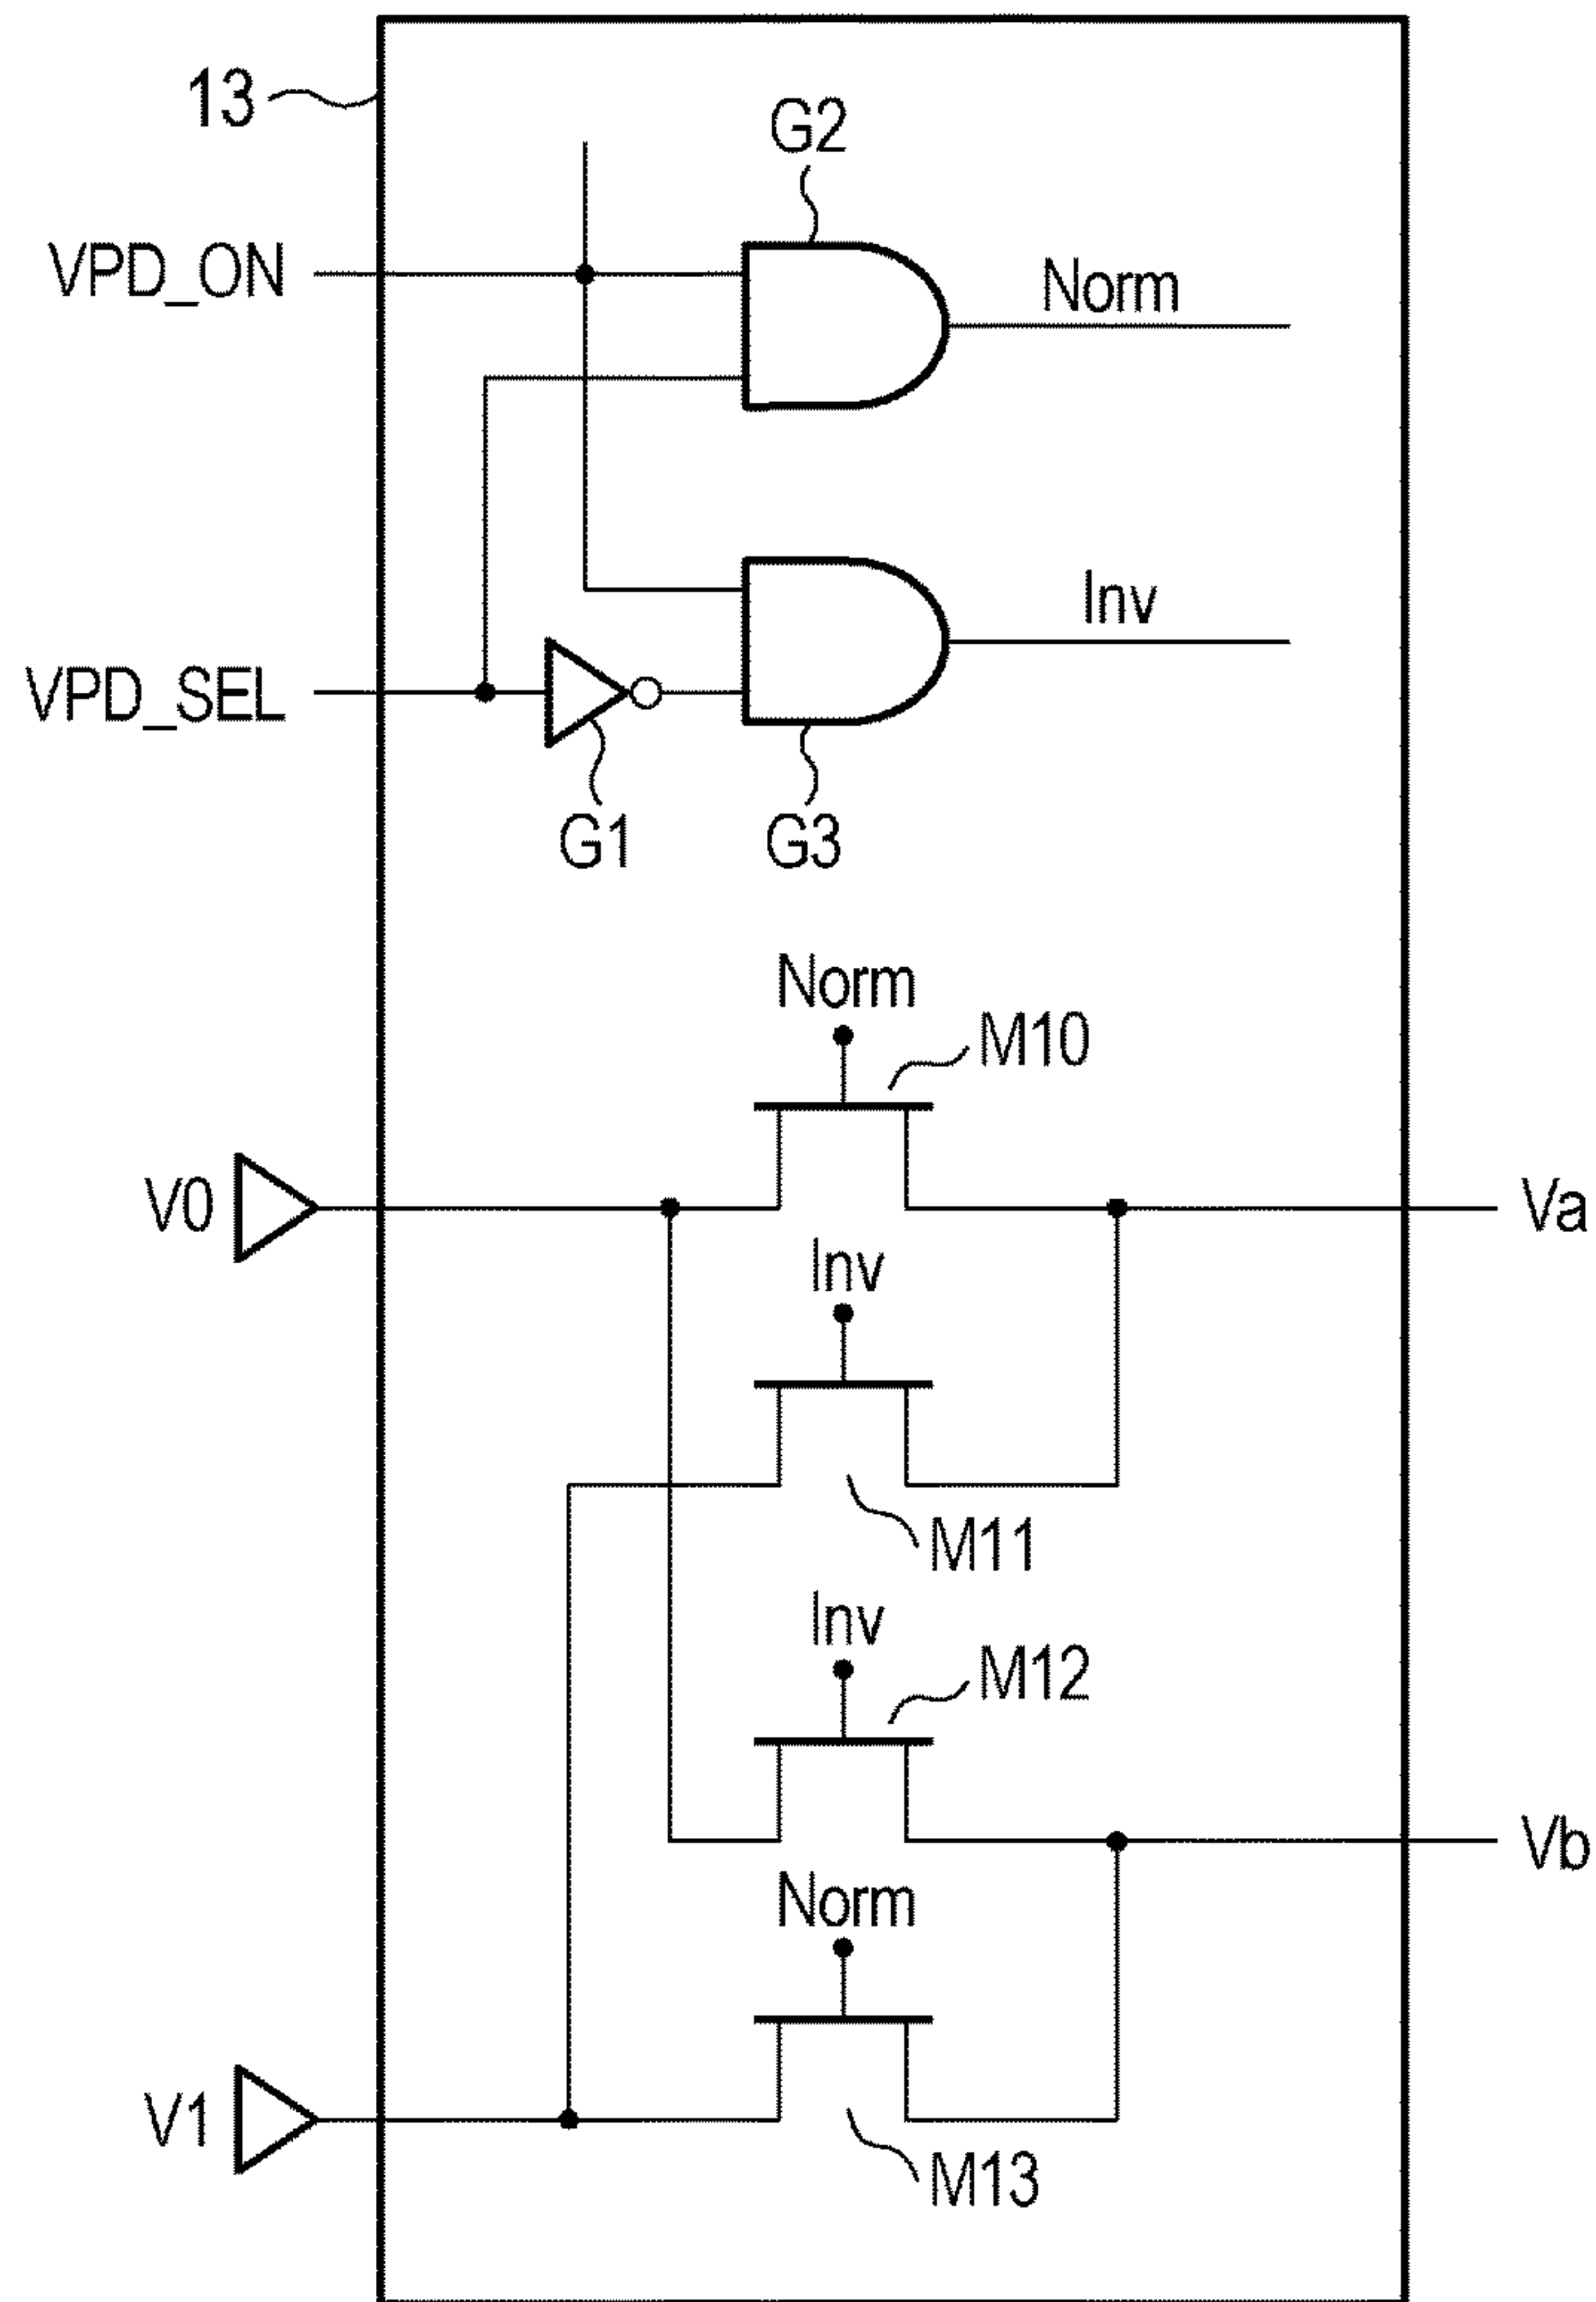 13
G2
VPD_ON
Norm
Inv
VPD_SEL
G1
G3
Norm
M10
V0
Va
Inv
M11
Inv
M12
Vb
Norm
V1
M13